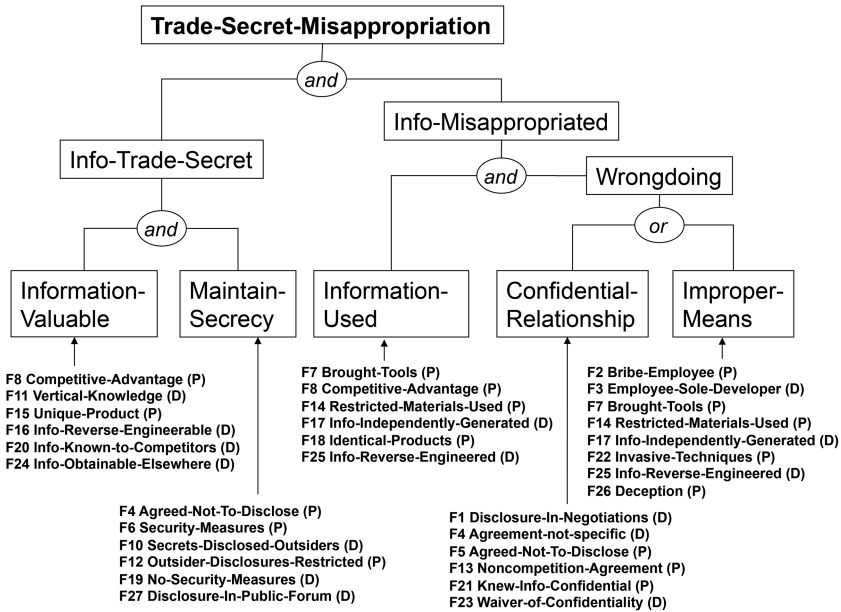 Trade-Secret-Misappropriation
and
Info-Misappropriated
Info-Trade-Secret
and
Wrongdoing
and
or
Information-
Valuable
Maintain-
Secrecy
Information-
Used
Confidential-
Relationship
Improper-
Means
F8 Competitive-Advantage (P)
F11 Vertical-Knowledge (D)
F15 Unique-Product (P)
F16 Info-Reverse-Engineerable (D)
F20 Info-Known-to-Competitors (D)
F24 Info-Obtainable-Elsewhere (D)
F7 Brought-Tools (P)
F8 Competitive-Advantage (P)
F14 Restricted-Materials-Used (P)
F17 Info-Independently-Generated (D)
F18 Identical-Products (P)
F25 Info-Reverse-Engineered (D)
F2 Bribe-Employee (P)
F3 Employee-Sole-Developer (D)
F7 Brought-Tools (P)
F14 Restricted-Materials-Used (P)
F17 Info-Independently-Generated (D)
F22 Invasive-Techniques (P)
F25 Info-Reverse-Engineered (D)
F26 Deception (P)
F4 Agreed-Not-To-Disclose (P)
F6 Security-Measures (P)
F10 Secrets-Disclosed-Outsiders (D)
F12 Outsider-Disclosures-Restricted (P)
F19 No-Security-Measures (D)
F27 Disclosure-In-Public-Forum (D)
F1 Disclosure-In-Negotiations (D)
F4 Agreement-not-specific (D)
F5 Agreed-Not-To-Disclose (P)
F13 Noncompetition-Agreement (P)
F21 Knew-Info-Confidential (P)
F23 Waiver-of-Confidentiality (D)